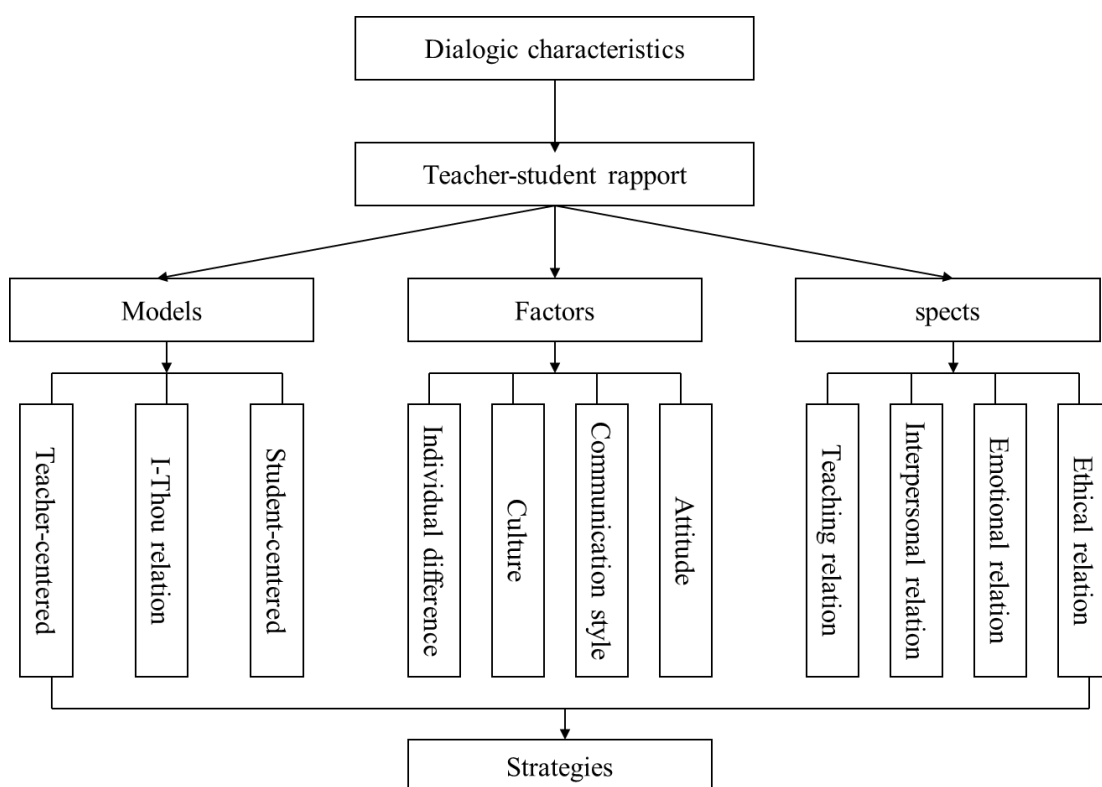 Dialogic characteristics
Teacher-student rapport
Models
Factors
spects
Teacher-centered
I-Thou relation
Student-centered
Individual difference
Culture
Communication style
Attitude
Teaching relation
Interpersonal relation
Emotional relation
Ethical relation
Strategies